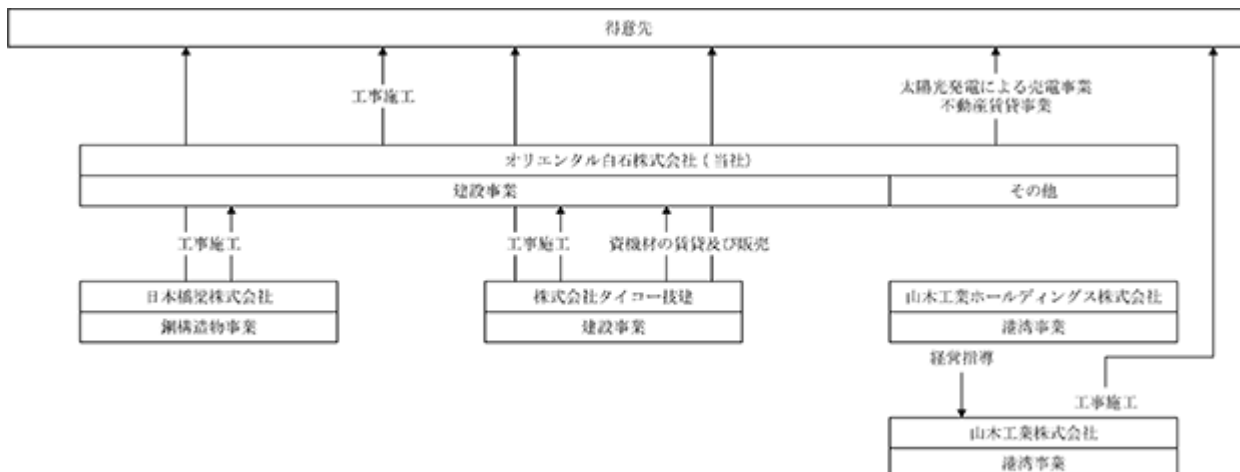 得意先
工事施工
太陽光発電による売電事業
不動産賃貸事業
オリエンタル白石株式会社(当社)
建設事業
その他
工事施工
工事施工
資機材の賃貸及び販売
日本橋梁株式会社
鋼構造物事業
株式会社タイコー技建
建設事業
山木工業ホールディングス株式会社
港湾事業
経営指導
工事施工
山木工業株式会社
港湾事業